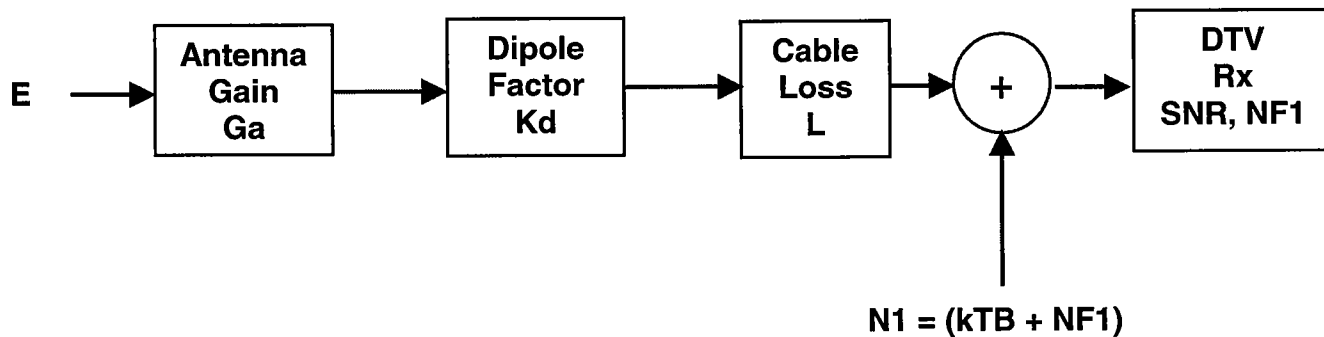 E
Antenna
Gain
Ga
Dipole
Factor
Kd
Cable
Loss
L
+
DTV
Rx
SNR, NF1
N1 = (kTB + NF1)